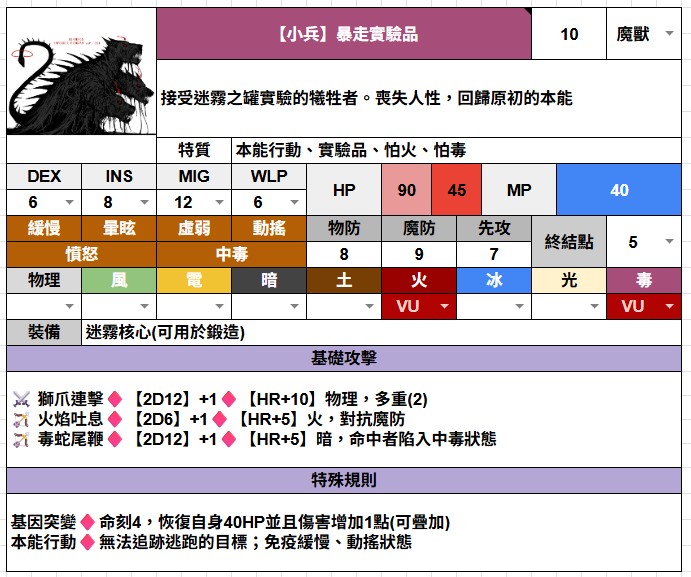 【小兵】暴走實驗品 10 魔獸
接受迷霧之罐實驗的犧牲者。喪失人性，回歸原初的本能
特質 本能行動、實驗品、怕火、怕毒
DEX INS MIG WLP HP 90 45 MP 40
6 8 12 6
緩慢 暈眩 虛弱 動搖 物防 魔防 先攻 終結點 5
憤怒 中毒 8 9 7
物理 風 電 暗 土 火 冰 光 毒
VU VU
裝備 迷霧核心(可用於鍛造)
基礎攻擊
獅爪連擊♦【2D12】+1♦【HR+10】物理，多重(2)
火焰吐息♦【2D6】+1♦【HR+5】火，對抗魔防
毒蛇尾鞭♦【2D12】+1♦【HR+5】暗，命中者陷入中毒狀態
特殊規則
基因突變♦命刻4，恢復自身40HP並且傷害增加1點(可疊加)
本能行動♦無法追跡逃跑的目標；免疫緩慢、動搖狀態